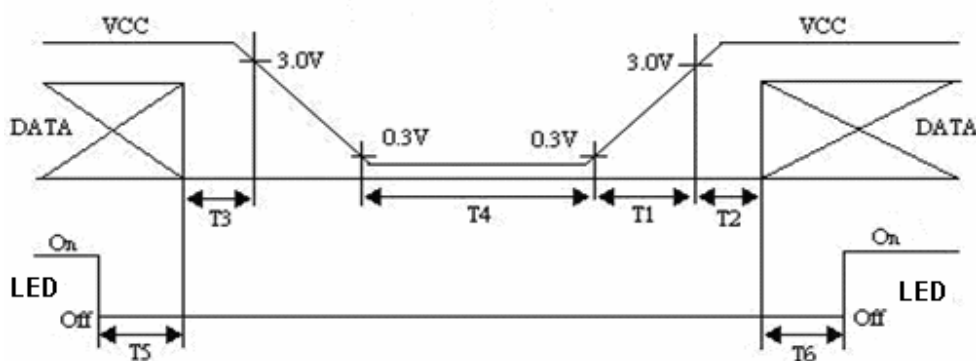 VCC VCC
3.0V 3.0V
DATA 0.3V 0.3V DATA
T3 T4 T1 T2
On On
LED LED
Off Off
T5 T6